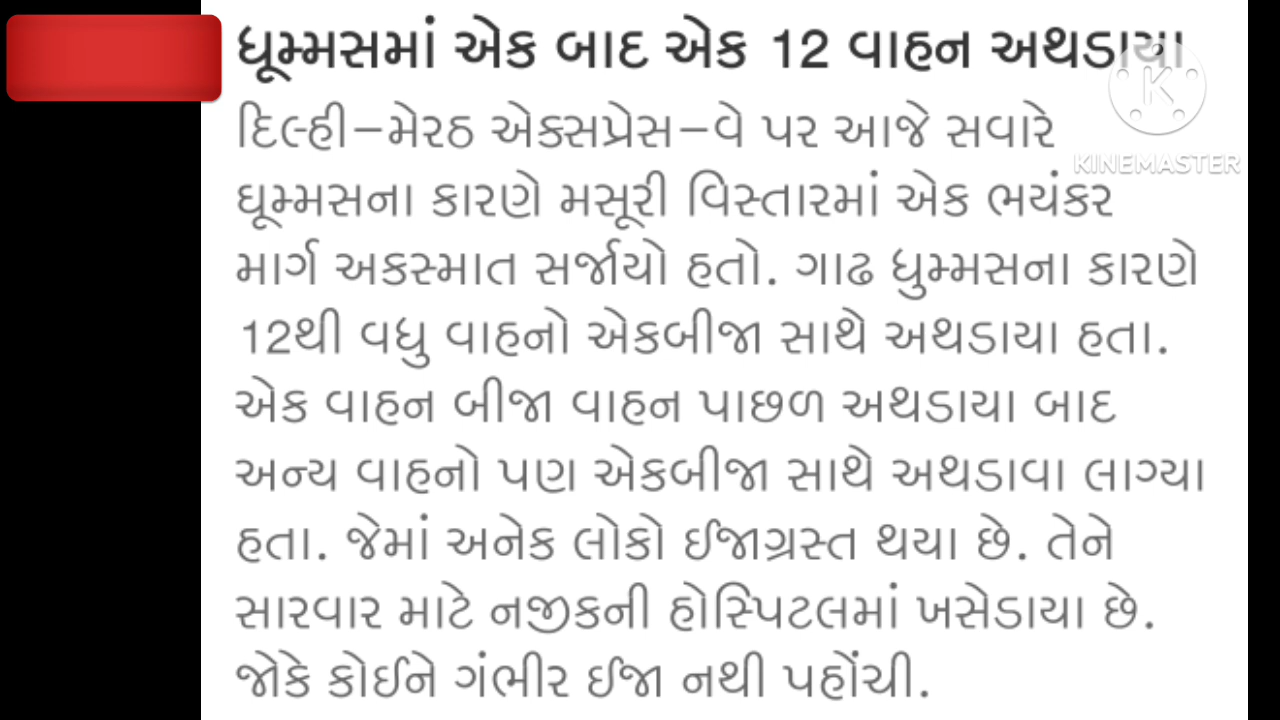 ધૂમ્મસમાં એક બાદ એક 12 વાહન અથડાયા
દિલ્હી–મેરઠ એક્સપ્રેસ–વે પર આજે સવારે
ઘૂમ્મસના કારણે મસૂરી વિસ્તારમાં એક ભયંકર
માર્ગ અકસ્માત સર્જાયો હતો. ગાઢ ધુમ્મસના કારણે
12થી વધુ વાહનો એકબીજા સાથે અથડાયા હતા.
એક વાહન બીજા વાહન પાછળ અથડાયા બાદ
અન્ય વાહનો પણ એકબીજા સાથે અથડાવા લાગ્યા
હતા. જેમાં અનેક લોકો ઈજાગ્રસ્ત થયા છે. તેને
સારવાર માટે નજીકની હોસ્પિટલમાં ખસેડાયા છે.
જોકે કોઈને ગંભીર ઈજા નથી પહોંચી.
K
KINEMASTER